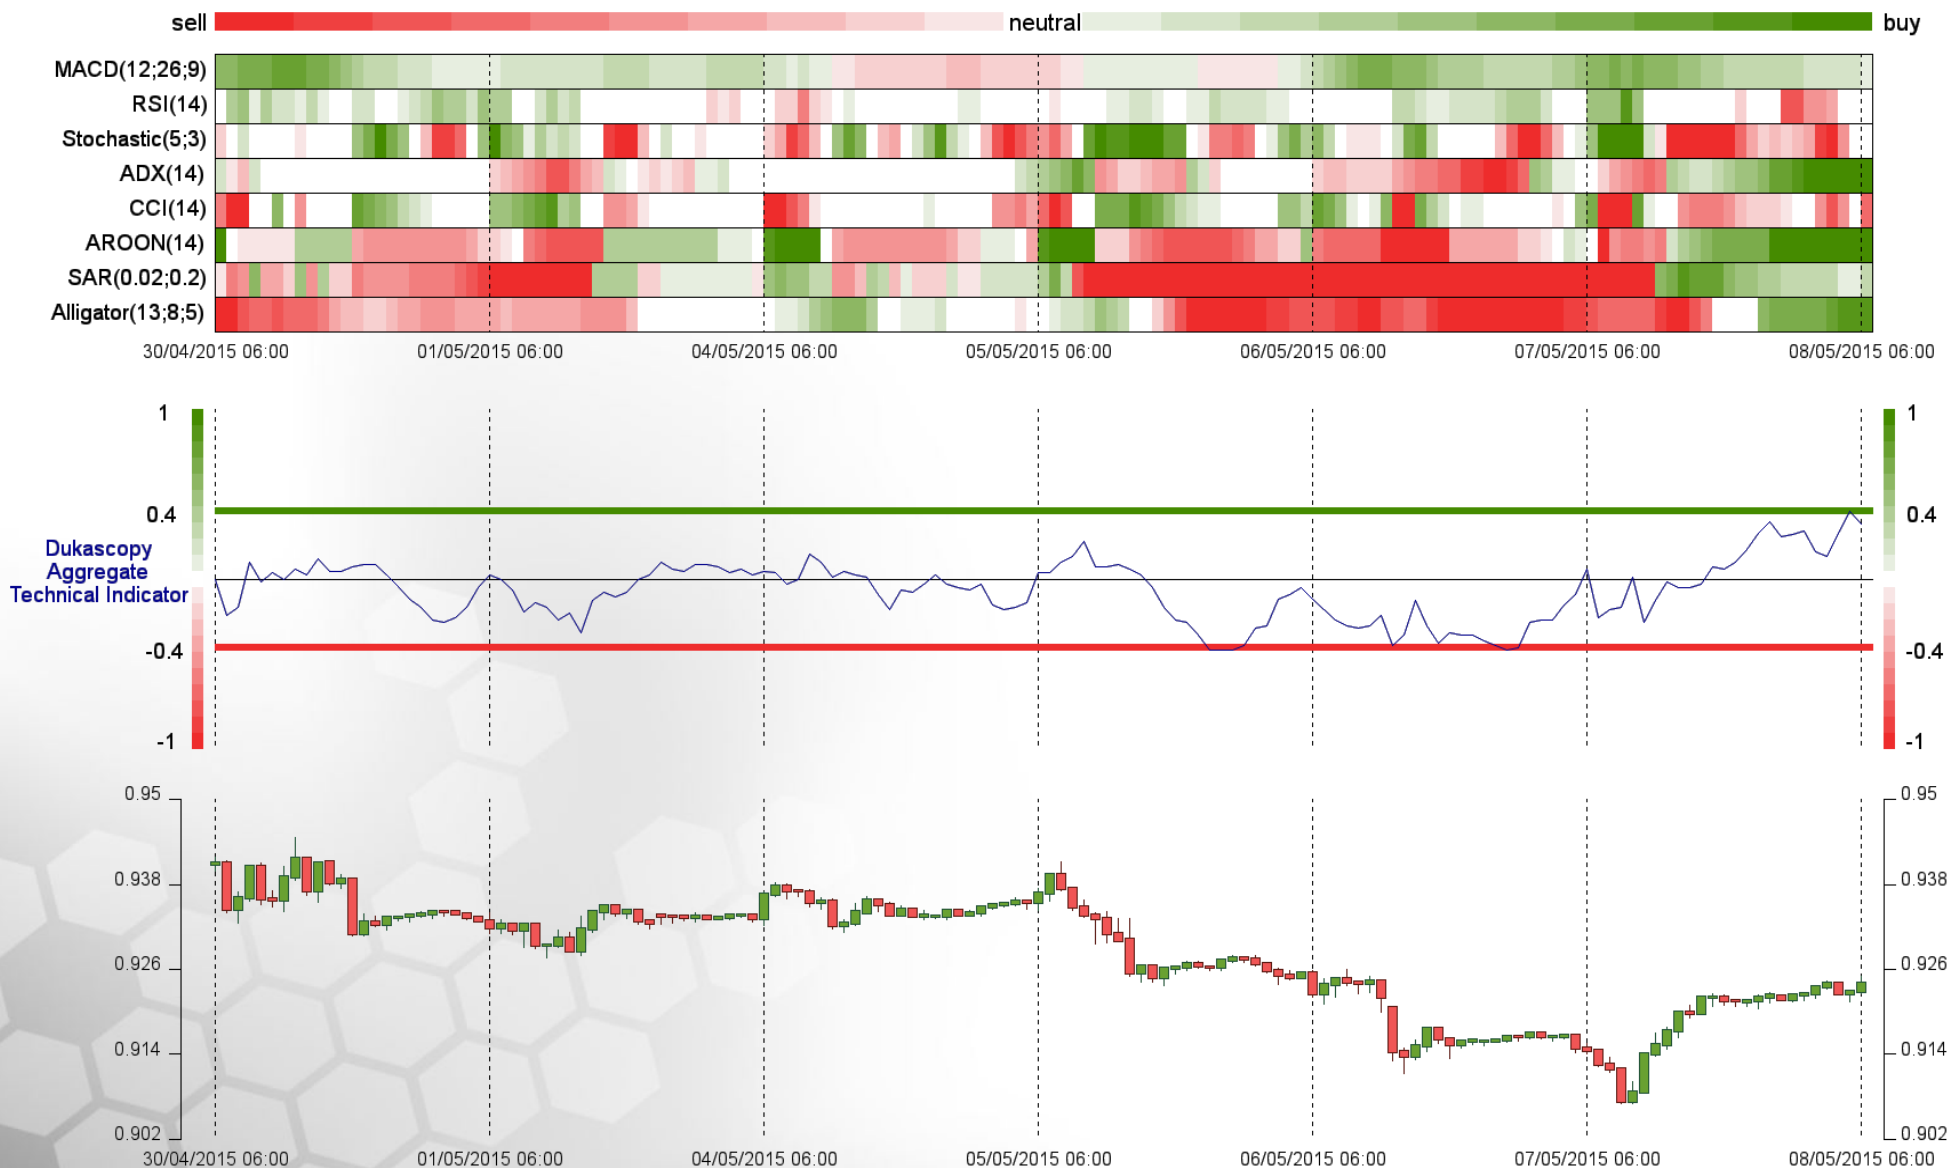 sell neutral buy
MACD(12;26;9)
RSI(14)
Stochastic(5;3)
ADX(14)
CCI(14)
AROON(14)
SAR(0.02;0.2)
Alligator(13;8;5)
30/04/2015 06:00 01/05/2015 06:00 04/05/2015 06:00 05/05/2015 06:00 06/05/2015 06:00 07/05/2015 06:00 08/05/2015 06:00
1 1
0.4 0.4
Dukascopy
Aggregate
Technical Indicator
-0.4 -0.4
-1 -1
0.95 0.95
0.938 0.938
0.926 0.926
0.914 0.914
0.902 0.902
30/04/2015 06:00 01/05/2015 06:00 04/05/2015 06:00 05/05/2015 06:00 06/05/2015 06:00 07/05/2015 06:00 08/05/2015 06:00